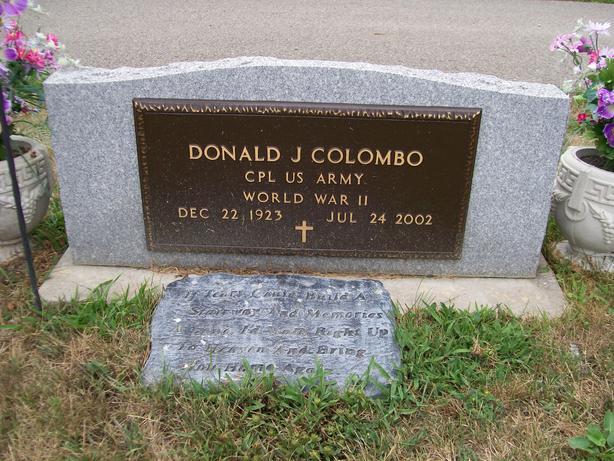 DONALD J COLOMBO
CPL US ARMY
WORLD WAR II
DEC 22 1923 JUL 24 2002
If Tears Could Build A
Stairway And Memories
A Lane I'd Walk Right Up
To Heaven And Bring
You Home Again